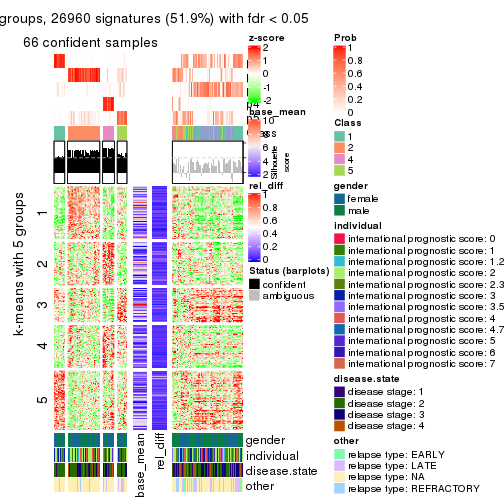 groups, 26960 signatures (51.9%) with fdr < 0.05
66 confident samples
k-means with 5 groups
1
2
3
4
5
base_mean
rel_diff
gender
individual
disease.state
other
z-score
2
1
0
-1
-2
base_mean
10
8
6
4
2
Silhouette
score
rel_diff
1
0.8
0.6
0.4
0.2
0
Status (barplots)
confident
ambiguous
Prob
1
0.8
0.6
0.4
0.2
0
Class
1
2
4
5
gender
female
male
individual
international prognostic score: 0
international prognostic score: 1
international prognostic score: 1.2
international prognostic score: 2
international prognostic score: 2.3
international prognostic score: 3
international prognostic score: 3.5
international prognostic score: 4
international prognostic score: 4.7
international prognostic score: 5
international prognostic score: 6
international prognostic score: 7
disease.state
disease stage: 1
disease stage: 2
disease stage: 3
disease stage: 4
other
relapse type: EARLY
relapse type: LATE
relapse type: NA
relapse type: REFRACTORY